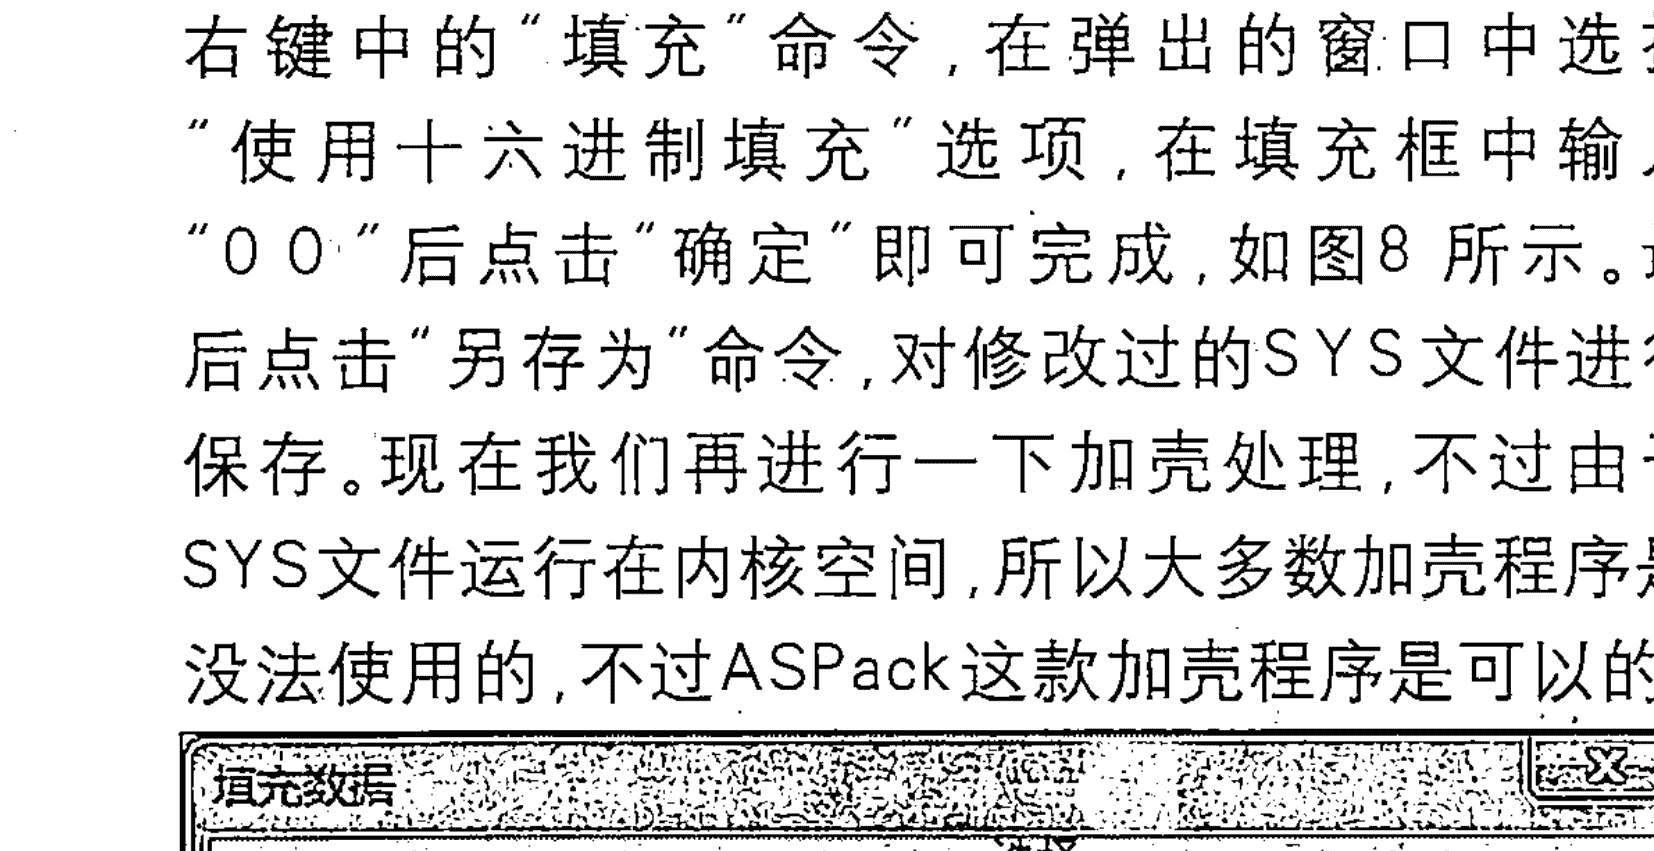 右键中的“填充”命令,在弹出的窗口中选
“使用十六进制填充”选项,在填充框中输
“00”后点击“确定”即可完成,如图8所示。
后点击“另存为”命令,对修改过的SYS文件进行
保存。现在我们再进行一下加壳处理,不过由
SYS文件运行在内核空间,所以大多数加壳程序是
没法使用的,不过ASPack这款加壳程序是可以的
填充数据